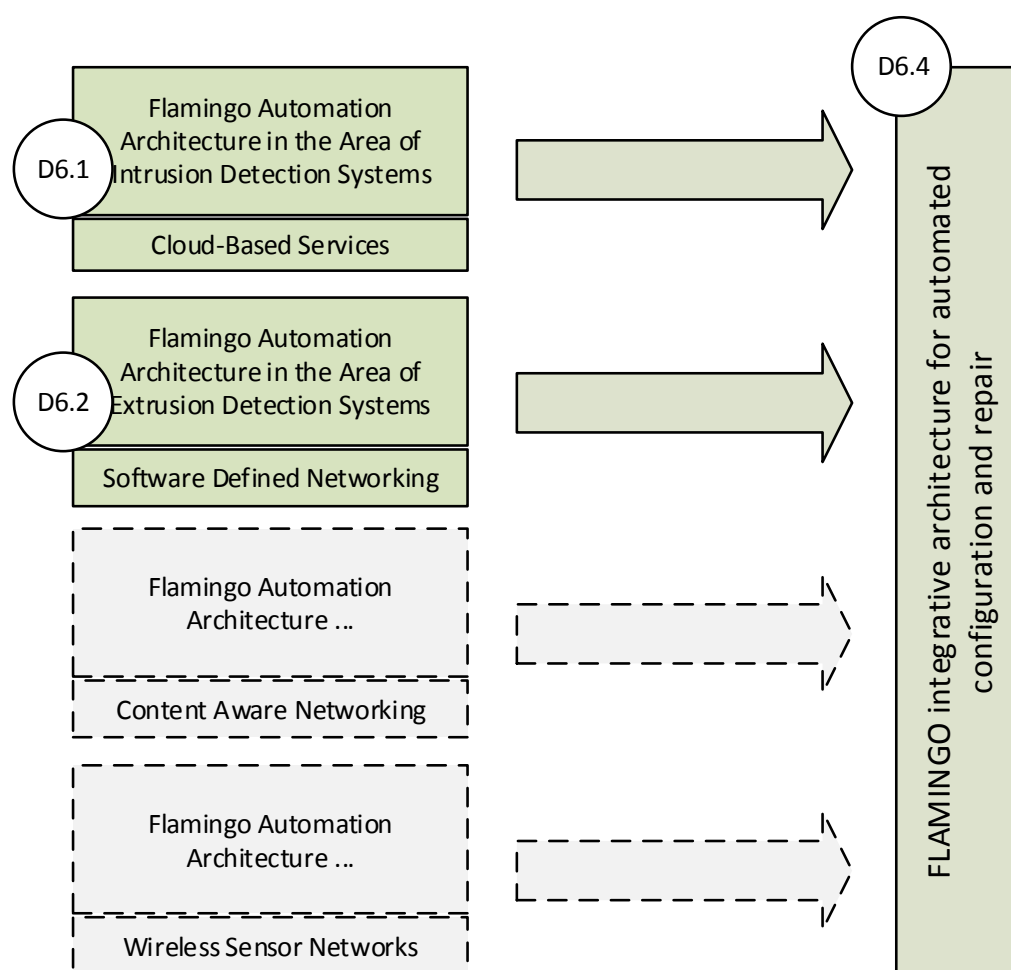 D6.4
Flamingo Automation
Architecture in the Area of
Intrusion Detection Systems
D6.1
Cloud-Based Services
Flamingo Automation
Architecture in the Area of
Extrusion Detection Systems
D6.2
Software Defined Networking
Flamingo Automation
Architecture ...
Content Aware Networking
Flamingo Automation
Architecture ...
Wireless Sensor Networks
FLAMINGO integrative architecture for automated
configuration and repair